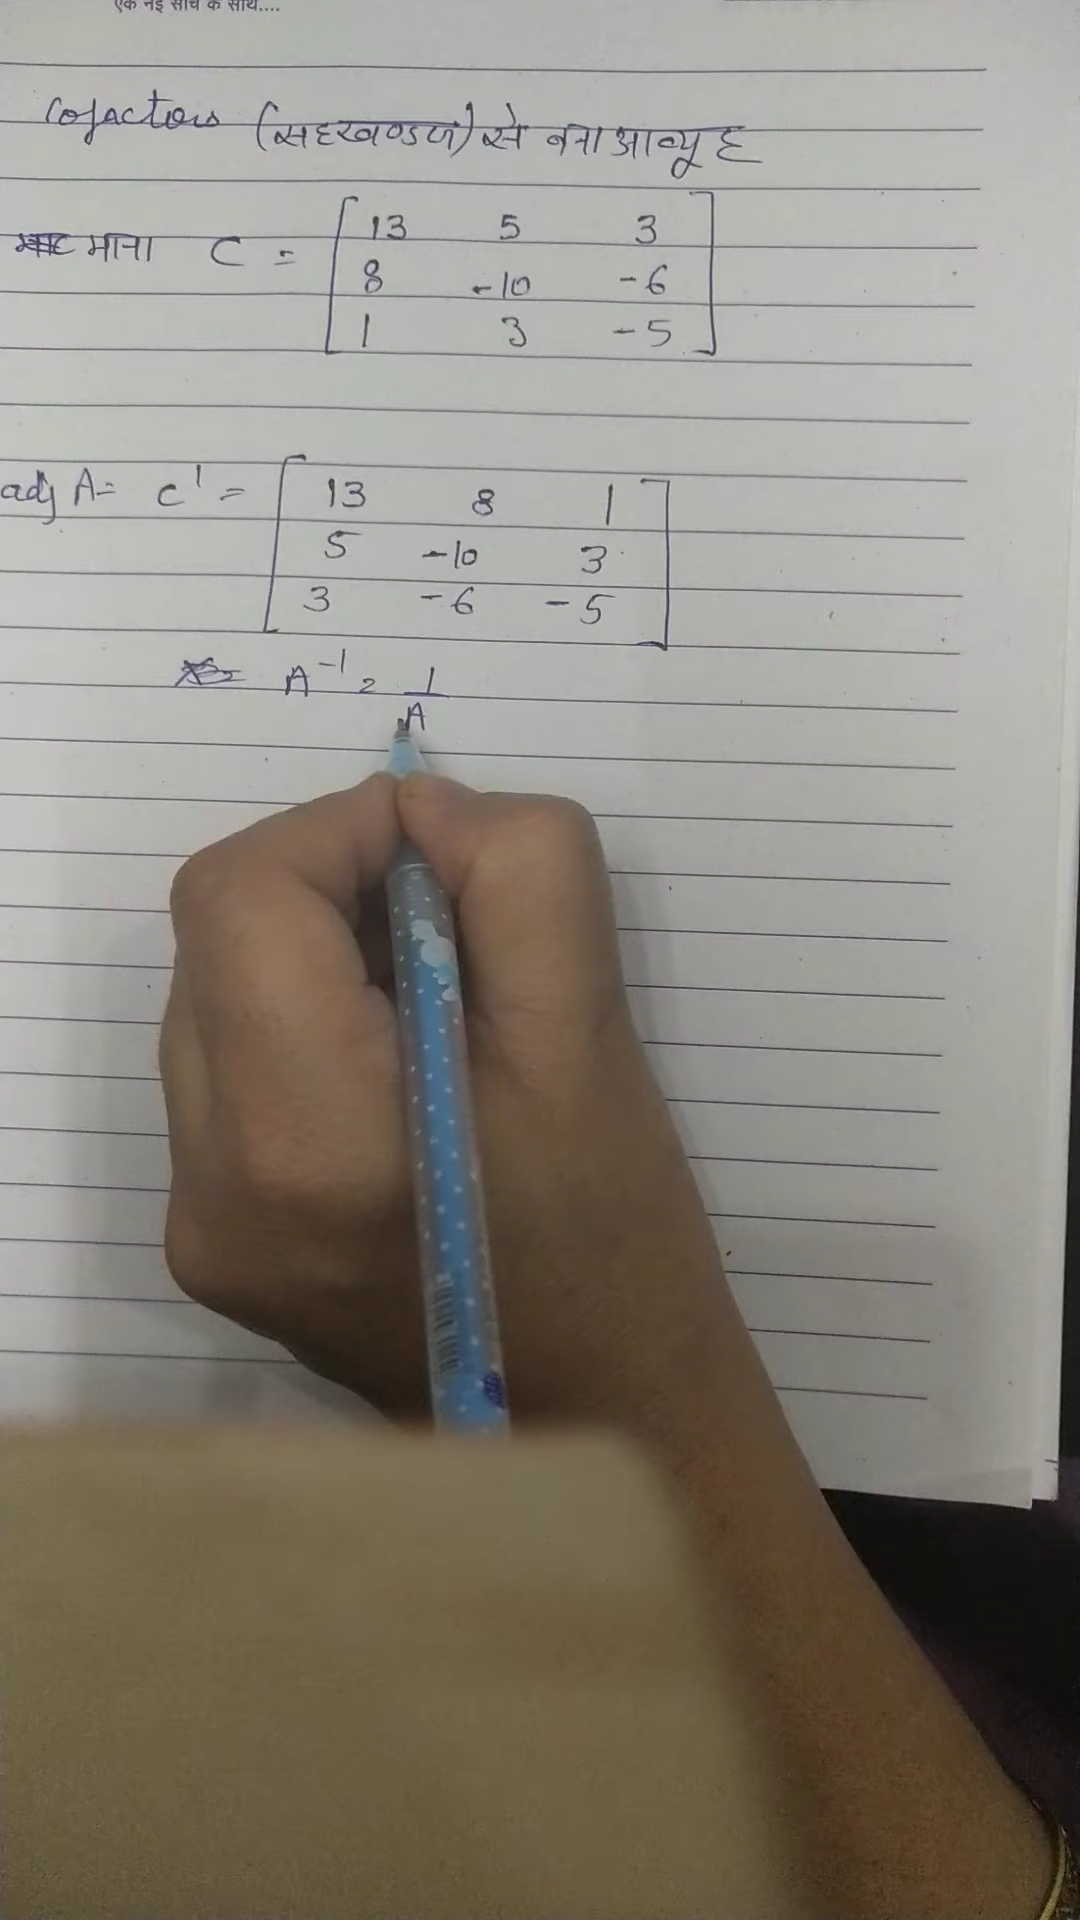 एक नई सोच के साथ....
Cofactors (सहखण्डज) से बना आव्यूह
माना C = [13 5 3
8 -10 -6
1 3 -5]
adj A = C' = [13 8 1
5 -10 3
3 -6 -5]
A⁻¹ = 1/A